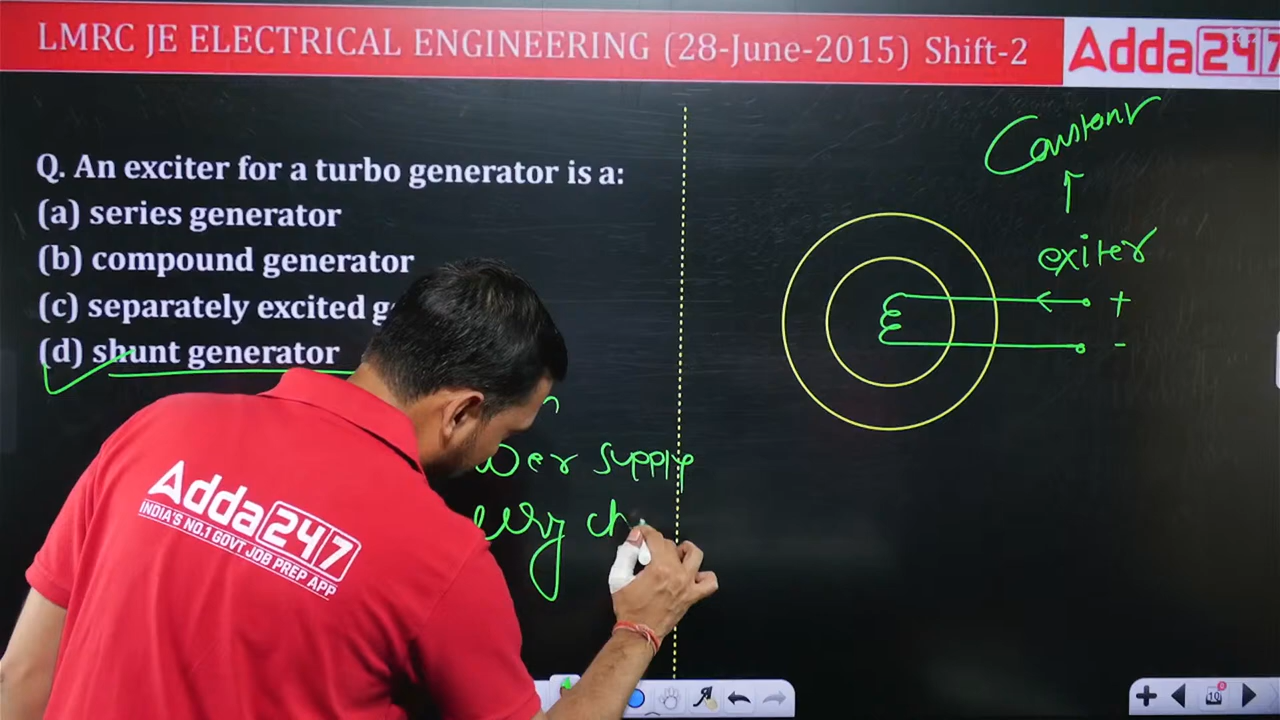 LMRC JE ELECTRICAL ENGINEERING (28-June-2015) Shift-2
Adda247
Q. An exciter for a turbo generator is a:
(a) series generator
(b) compound generator
(c) separately excited g
(d) shunt generator
Constant
exiter
+
-
supply
Adda247
INDIA'S NO.1 GOVT JOB PREP APP